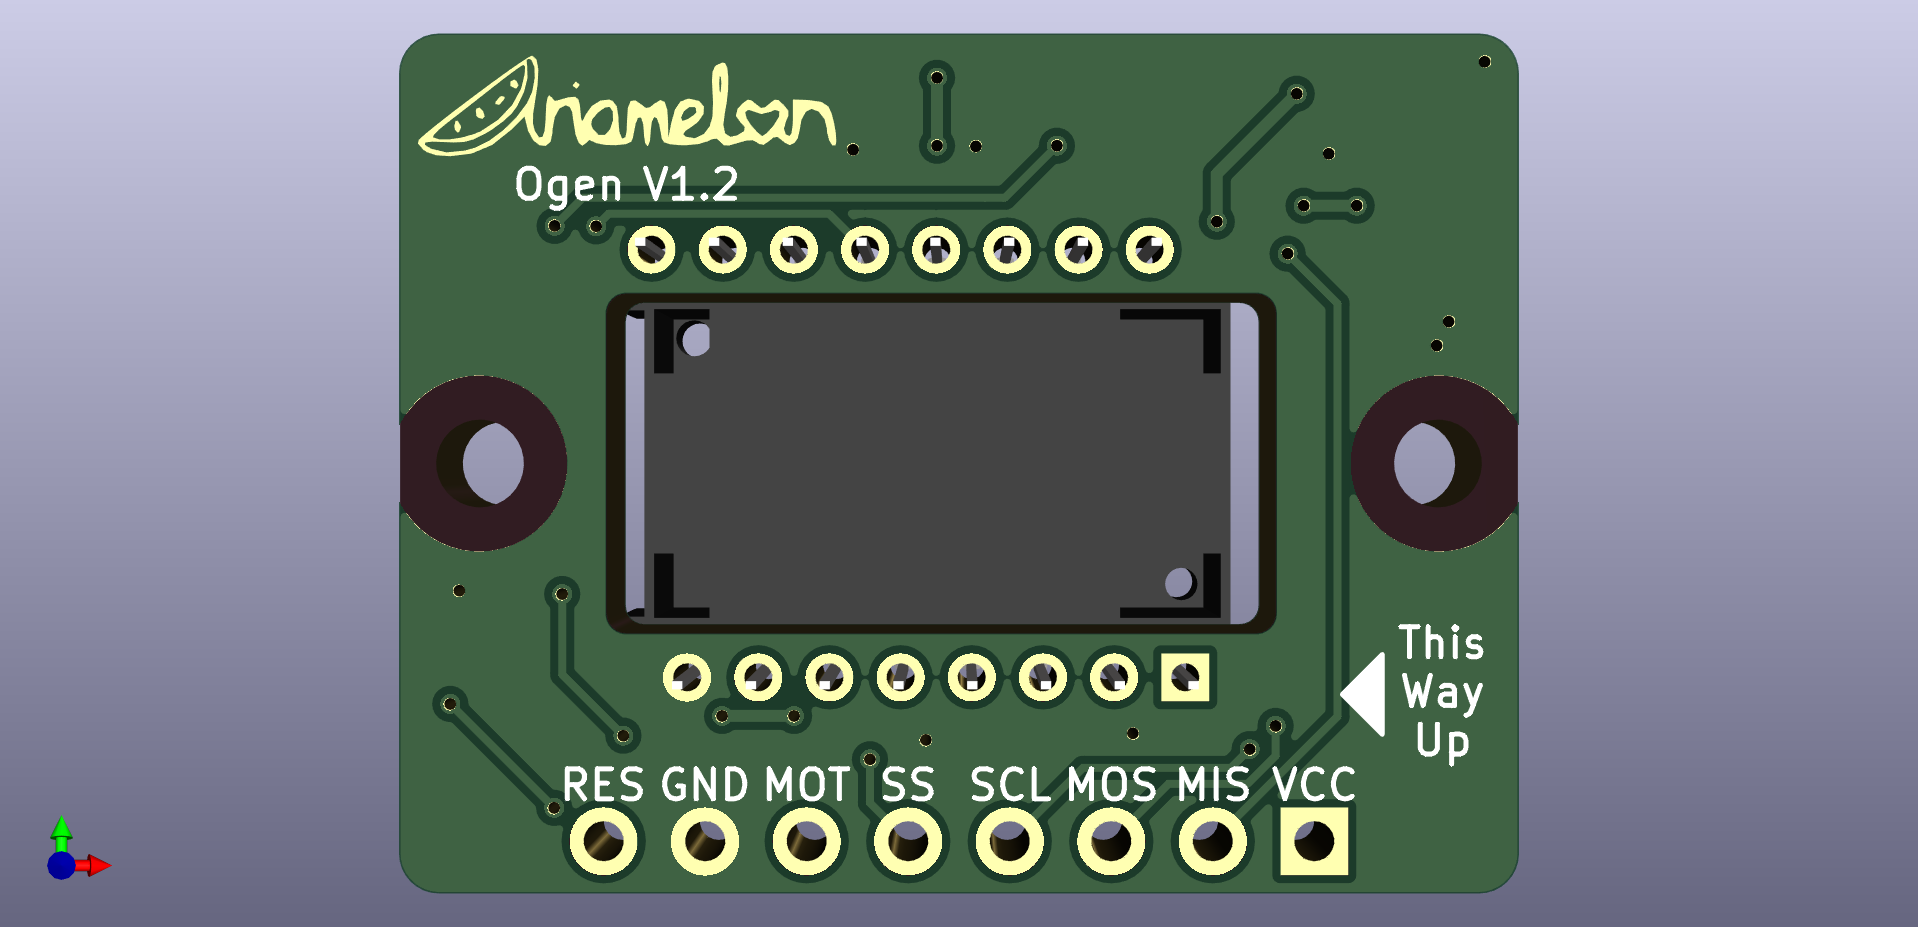 Ariamelon
Ogen V1.2
This
Way
Up
RES GND MOT SS SCL MOS MIS VCC